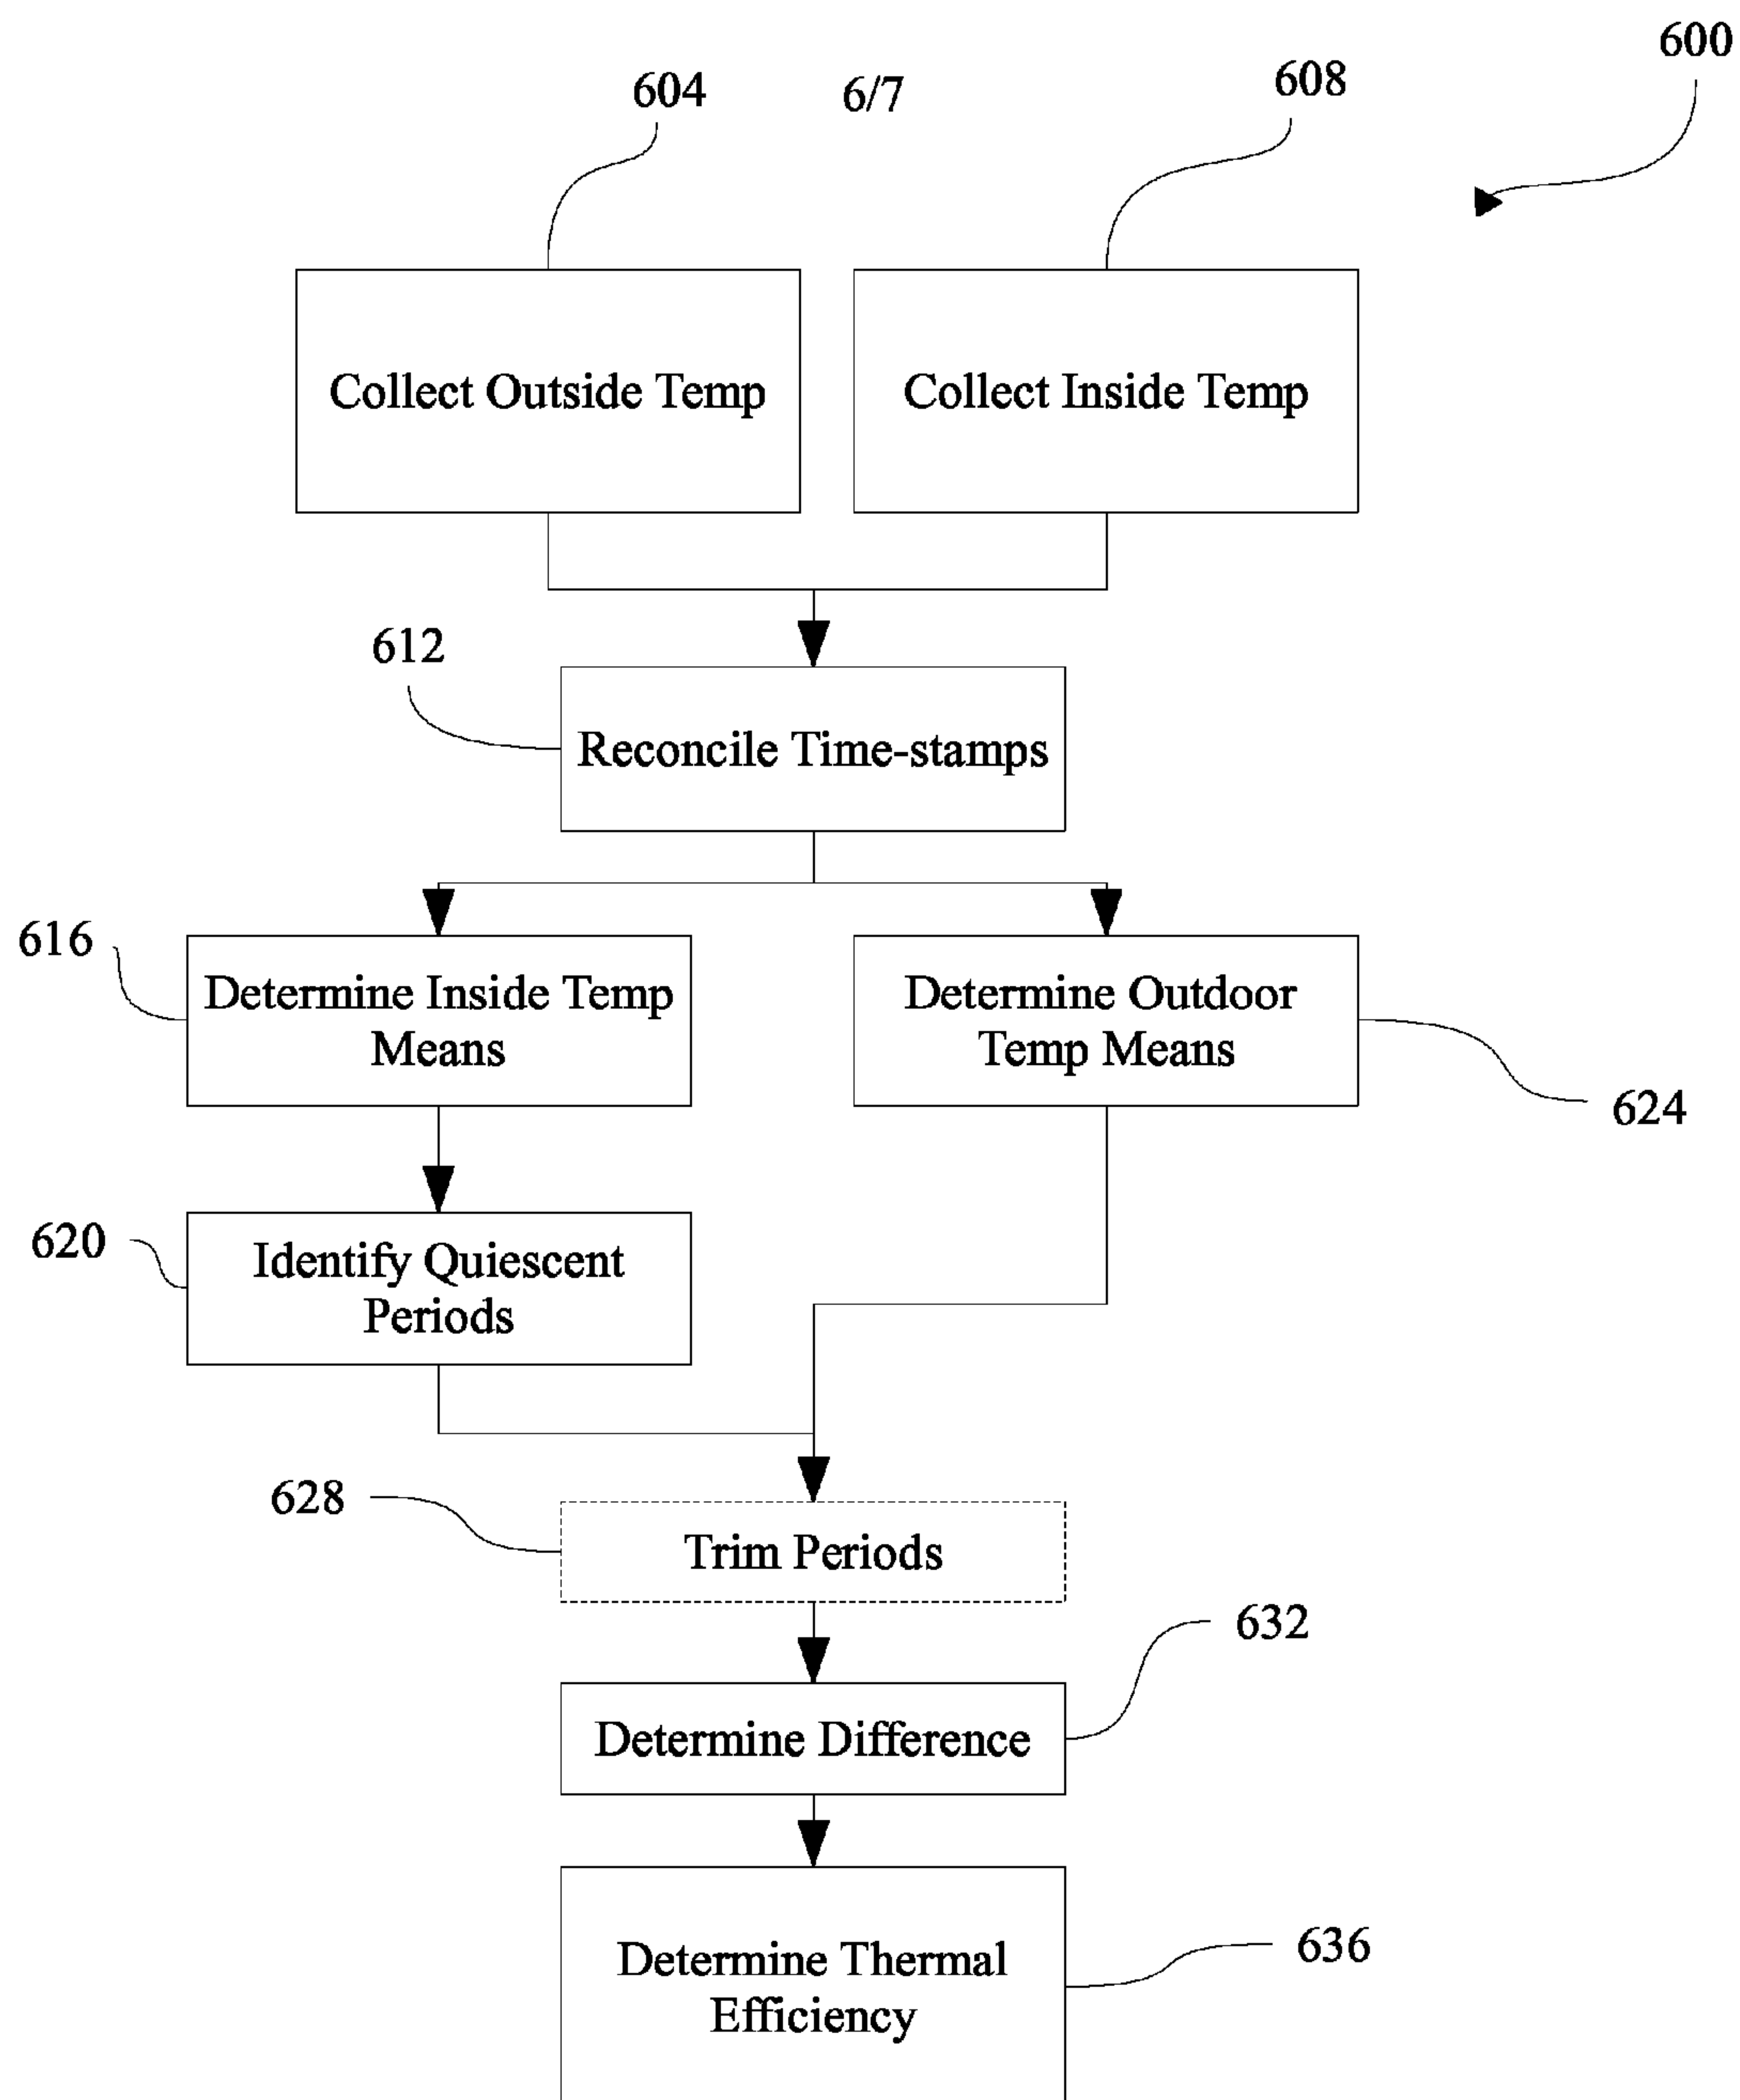 600
604
6/7
608
Collect Outside Temp
Collect Inside Temp
612
Reconcile Time-stamps
616
Determine Inside Temp
Means
Determine Outdoor
Temp Means
624
620
Identify Quiescent
Periods
628
Trim Periods
632
Determine Difference
636
Determine Thermal
Efficiency